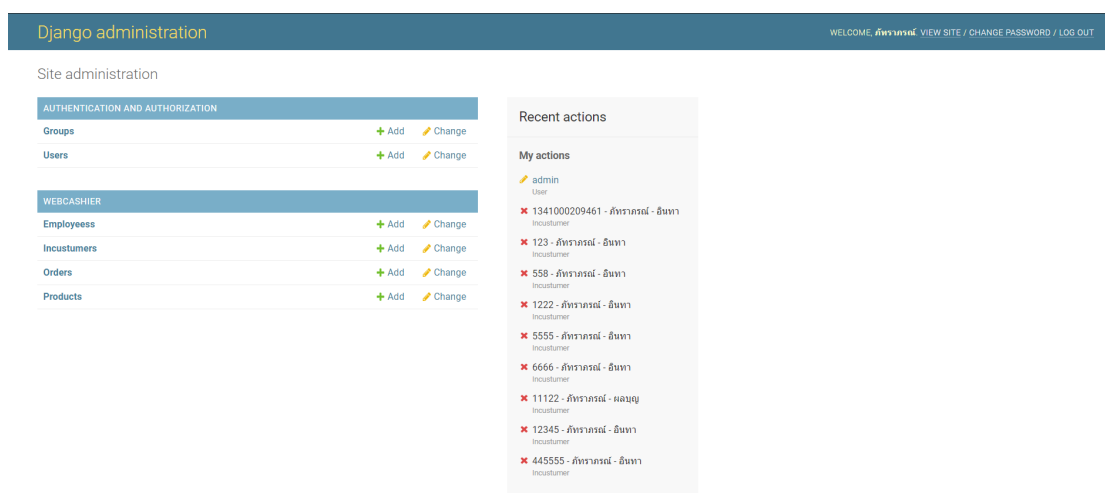 Django administration
WELCOME, ภัทราภรณ์. VIEW SITE / CHANGE PASSWORD / LOG OUT
Site administration
AUTHENTICATION AND AUTHORIZATION
Groups + Add Change
Users + Add Change
WEBCASHIER
Employeess + Add Change
Incustumers + Add Change
Orders + Add Change
Products + Add Change
Recent actions
My actions
admin
User
1341000209461 - ภัทราภรณ์ - อินทา
Incustumer
123 - ภัทราภรณ์ - อินทา
Incustumer
558 - ภัทราภรณ์ - อินทา
Incustumer
1222 - ภัทราภรณ์ - อินทา
Incustumer
5555 - ภัทราภรณ์ - อินทา
Incustumer
6666 - ภัทราภรณ์ - อินทา
Incustumer
11122 - ภัทราภรณ์ - ผลบุญ
Incustumer
12345 - ภัทราภรณ์ - อินทา
Incustumer
445555 - ภัทราภรณ์ - อินทา
Incustumer